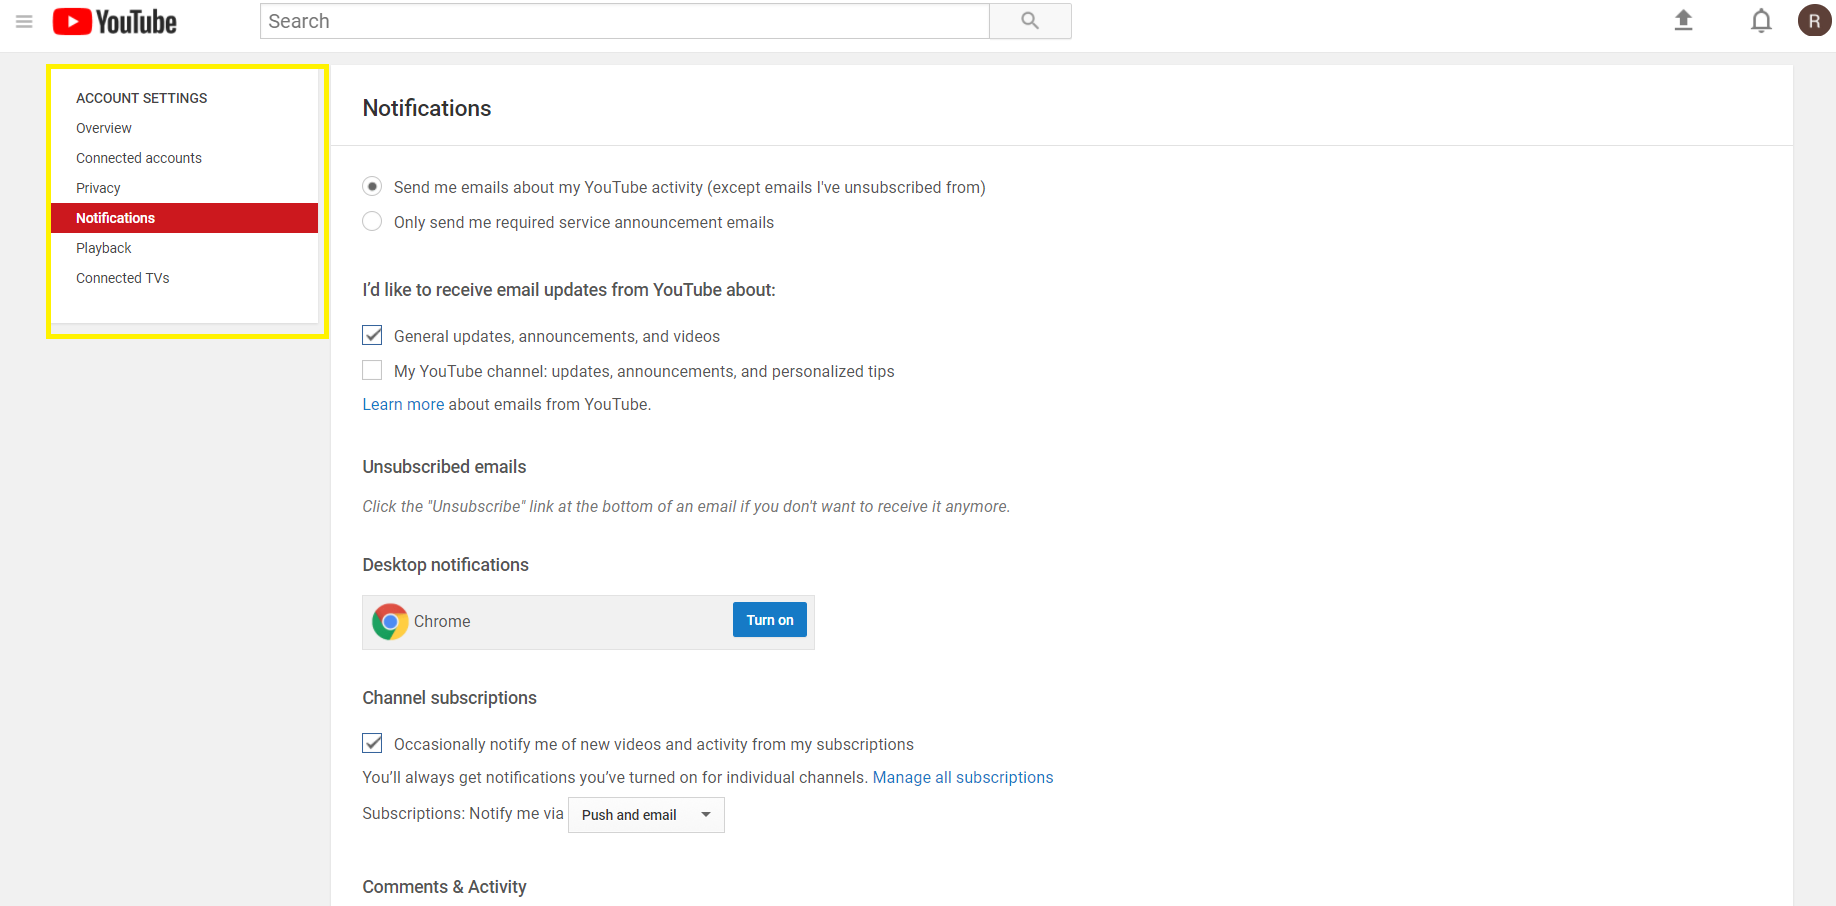 YouTube
Search
R
ACCOUNT SETTINGS
Overview
Connected accounts
Privacy
Notifications
Playback
Connected TVs
Notifications
Send me emails about my YouTube activity (except emails I've unsubscribed from)
Only send me required service announcement emails
I’d like to receive email updates from YouTube about:
General updates, announcements, and videos
My YouTube channel: updates, announcements, and personalized tips
Learn more about emails from YouTube.
Unsubscribed emails
Click the "Unsubscribe" link at the bottom of an email if you don't want to receive it anymore.
Desktop notifications
Chrome
Turn on
Channel subscriptions
Occasionally notify me of new videos and activity from my subscriptions
You’ll always get notifications you’ve turned on for individual channels. Manage all subscriptions
Subscriptions: Notify me via Push and email
Comments & Activity